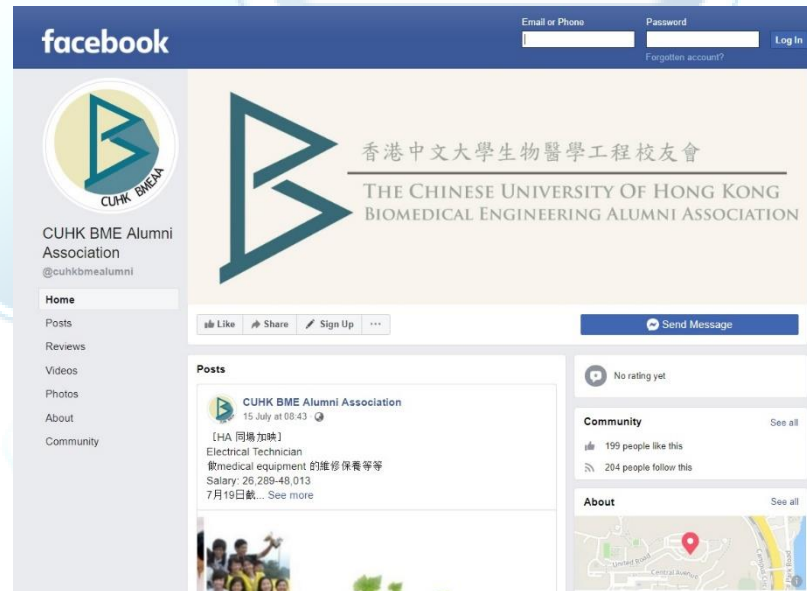 facebook
Email or Phone
Password
Log In
Forgotten account?
CUHK BMEAA
CUHK BME Alumni
Association
@cuhkbmealumni
Home
Posts
Reviews
Videos
Photos
About
Community
香港中文大學生物醫學工程校友會
THE CHINESE UNIVERSITY OF HONG KONG
BIOMEDICAL ENGINEERING ALUMNI ASSOCIATION
Like
Share
Sign Up
Send Message
Posts
CUHK BME Alumni Association
15 July at 08:43
[HA 同場加映]
Electrical Technician
做medical equipment 的維修保養等等
Salary: 26,289-48,013
7月19日截... See more
No rating yet
Community
See all
199 people like this
204 people follow this
About
See all
United Road
Central Avenue